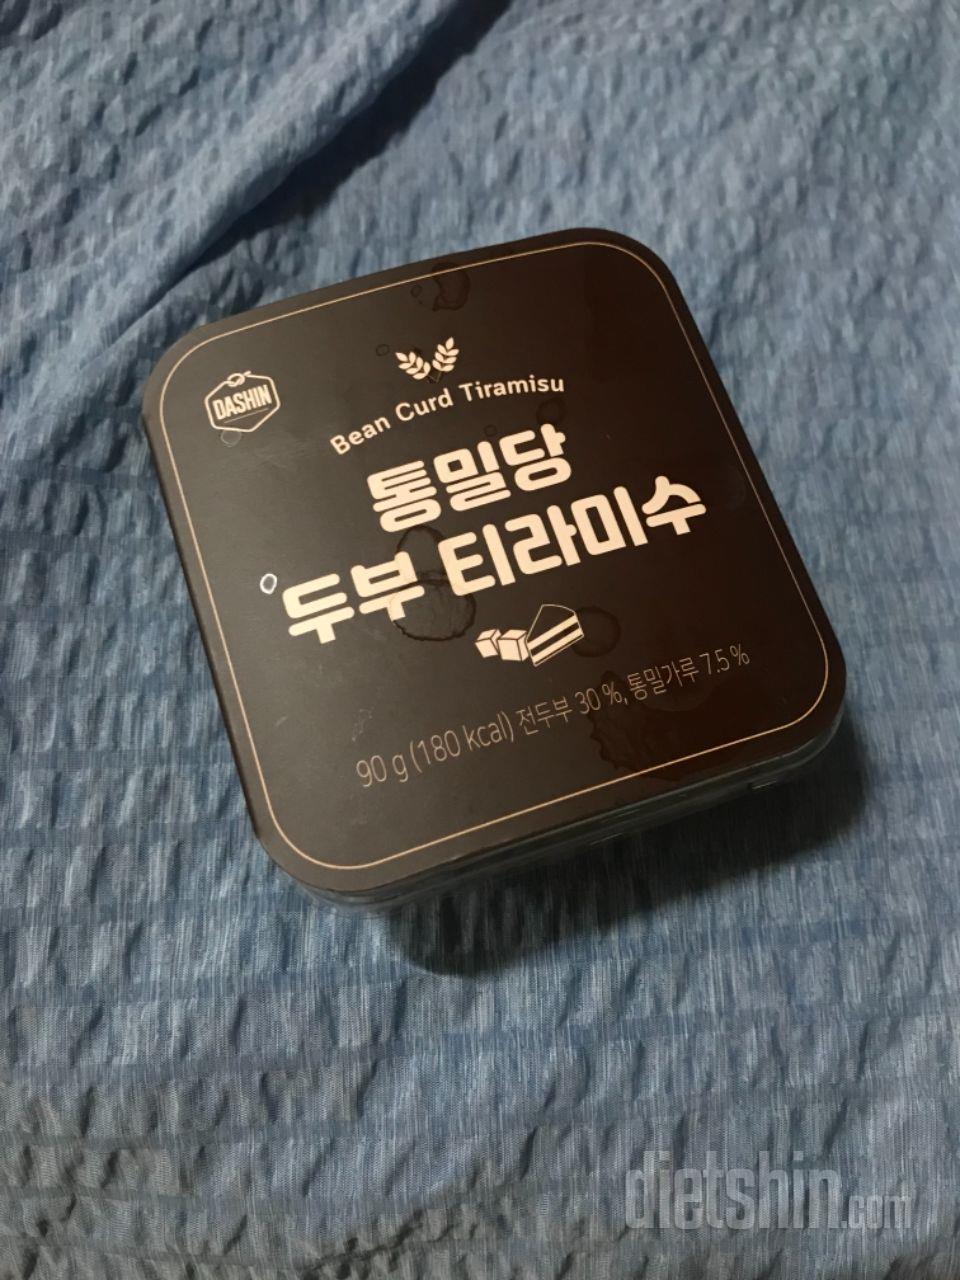 DASHIN
Bean Curd Tiramisu
통밀당
두부 티라미수
90 g (180 kcal) 전두부 30 %, 통밀가루 7.5 %
dietshin.com